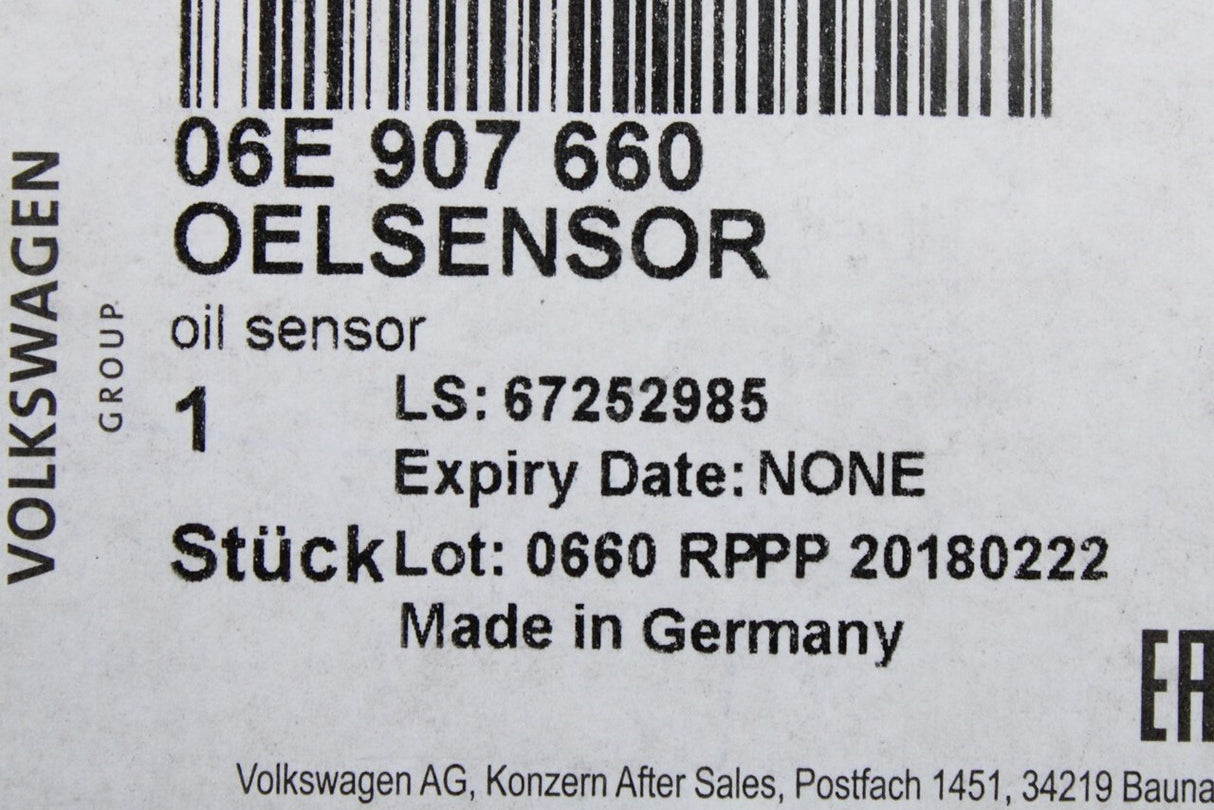 VOLKSWAGEN
GROUP
06E 907 660
OELSENSOR
oil sensor
1
LS: 67252985
Expiry Date: NONE
Stück
Lot: 0660 RPPP 20180222
Made in Germany
EAC
Volkswagen AG, Konzern After Sales, Postfach 1451, 34219